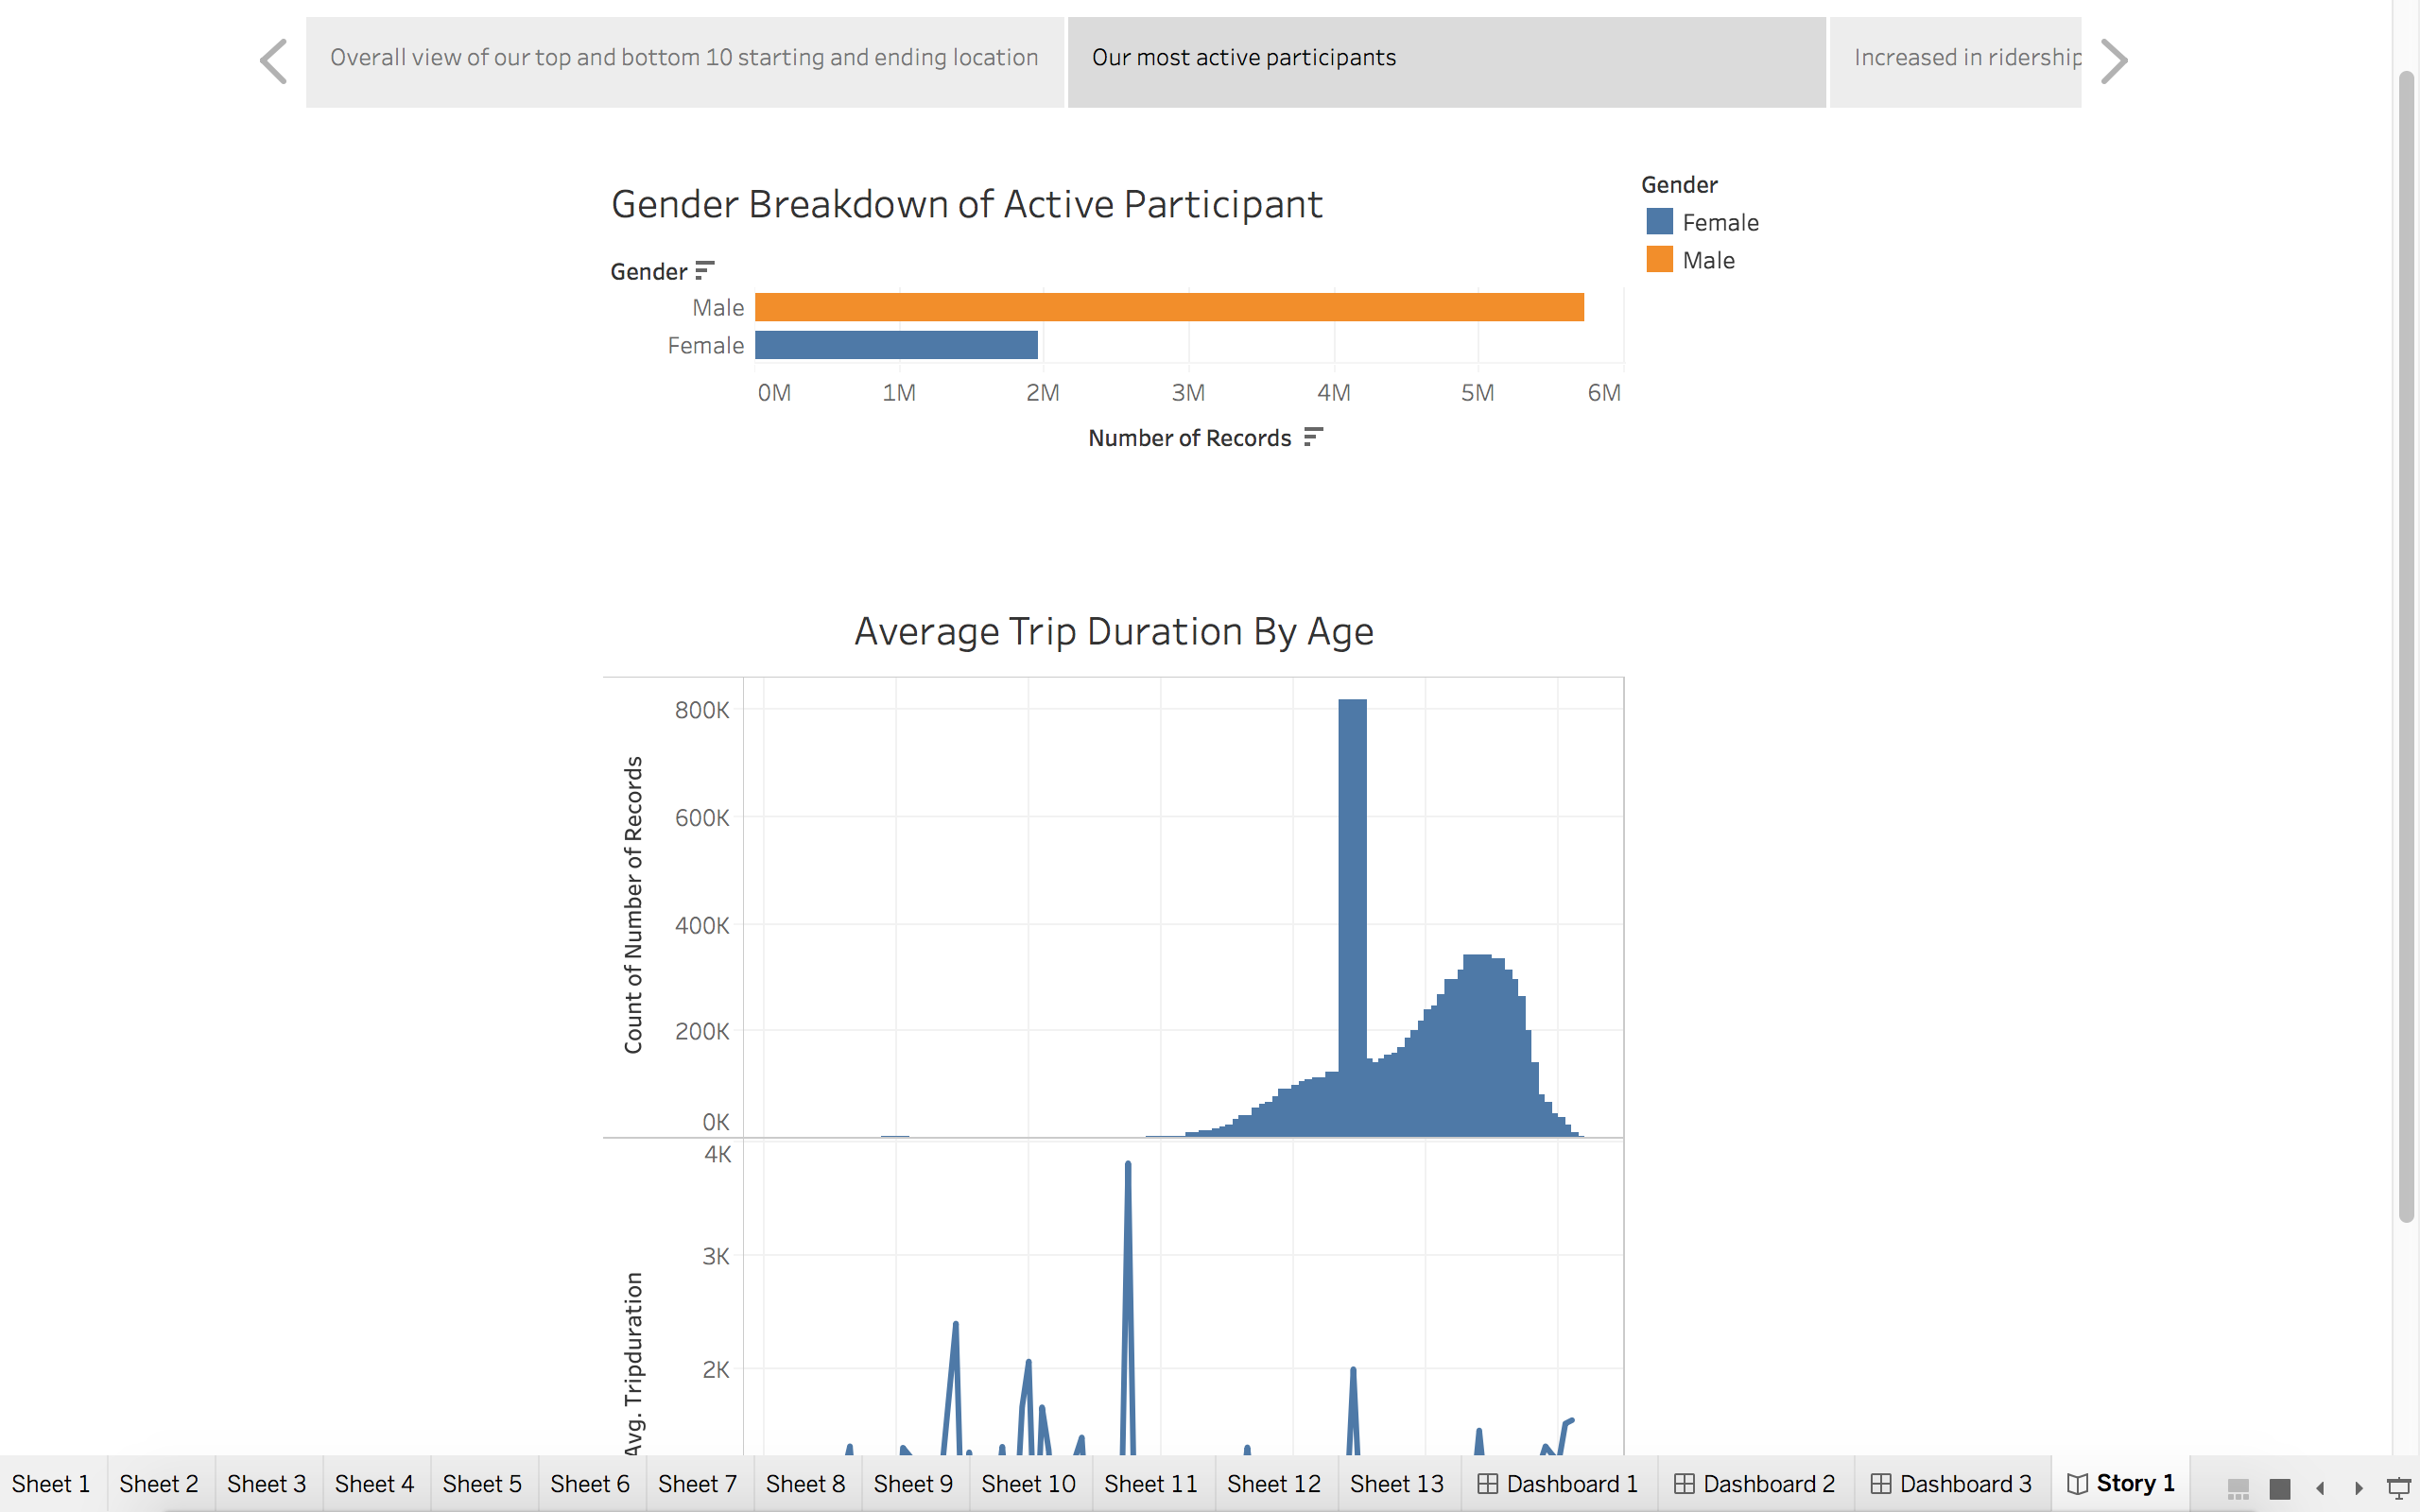 Overall view of our top and bottom 10 starting and ending location
Our most active participants
Increased in ridership
Gender Breakdown of Active Participant
Gender
Female
Male
Gender
Male
Female
0M 1M 2M 3M 4M 5M 6M
Number of Records
Average Trip Duration By Age
Count of Number of Records
800K
600K
400K
200K
0K
Avg. Tripduration
4K
3K
2K
Sheet 1 Sheet 2 Sheet 3 Sheet 4 Sheet 5 Sheet 6 Sheet 7 Sheet 8 Sheet 9 Sheet 10 Sheet 11 Sheet 12 Sheet 13 Dashboard 1 Dashboard 2 Dashboard 3 Story 1